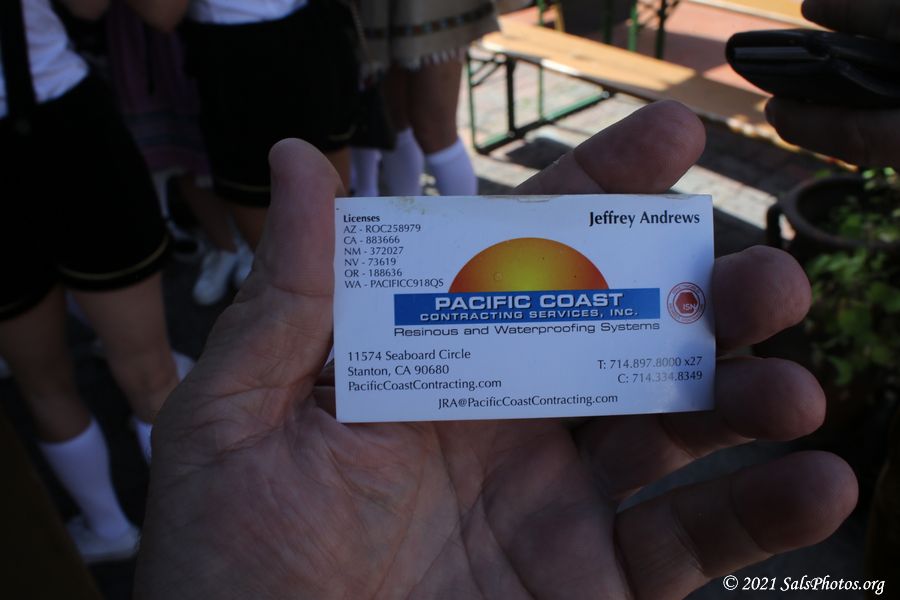 Licenses
AZ - ROC258979
CA - 883666
NM - 372027
NV - 73619
OR - 188636
WA - PACIFICC918QS
Jeffrey Andrews
PACIFIC COAST
CONTRACTING SERVICES, INC.
Resinous and Waterproofing Systems
ISN
11574 Seaboard Circle
Stanton, CA 90680
PacificCoastContracting.com
T: 714.897.8000 x27
C: 714.334.8349
JRA@PacificCoastContracting.com
© 2021 SalsPhotos.org